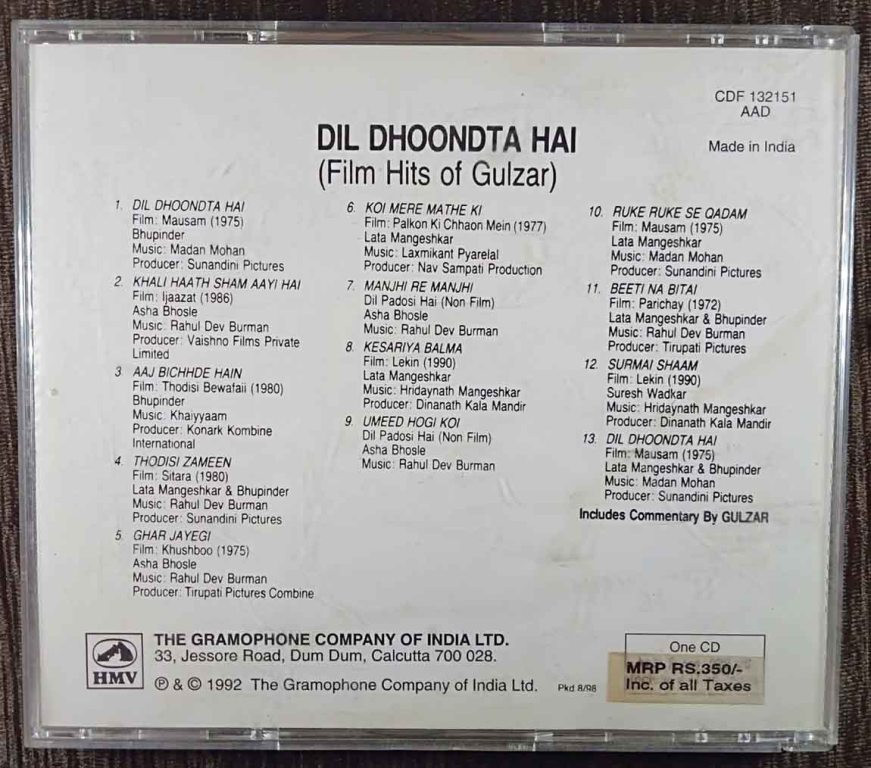 CDF 132151
AAD
Made in India
DIL DHOONDTA HAI
(Film Hits of Gulzar)
1. DIL DHOONDTA HAI
Film: Mausam (1975)
Bhupinder
Music: Madan Mohan
Producer: Sunandini Pictures
2. KHALI HAATH SHAM AAYI HAI
Film: Ijaazat (1986)
Asha Bhosle
Music: Rahul Dev Burman
Producer: Vaishno Films Private
Limited
3 AAJ BICHHDE HAIN
Film: Thodisi Bewafaii (1980)
Bhupinder
Music: Khaiyyaam
Producer: Konark Kombine
International
4. THODISI ZAMEEN
Film: Sitara (1980)
Lata Mangeshkar & Bhupinder
Music: Rahul Dev Burman
Producer: Sunandini Pictures
5. GHAR JAYEGI
Film: Khushboo (1975)
Asha Bhosle
Music: Rahul Dev Burman
Producer: Tirupati Pictures Combine
6. KOI MERE MATHE KI
Film: Palkon Ki Chhaon Mein (1977)
Lata Mangeshkar
Music: Laxmikant Pyarelal
Producer: Nav Sampati Production
7. MANJHI RE MANJHI
Dil Padosi Hai (Non Film)
Asha Bhosle
Music: Rahul Dev Burman
8. KESARIYA BALMA
Film: Lekin (1990)
Lata Mangeshkar
Music: Hridaynath Mangeshkar
Producer: Dinanath Kala Mandir
9. UMEED HOGI KOI
Dil Padosi Hai (Non Film)
Asha Bhosle
Music: Rahul Dev Burman
10. RUKE RUKE SE QADAM
Film: Mausam (1975)
Lata Mangeshkar
Music: Madan Mohan
Producer: Sunandini Pictures
11. BEETI NA BITAI
Film: Parichay (1972)
Lata Mangeshkar & Bhupinder
Music: Rahul Dev Burman
Producer: Tirupati Pictures
12. SURMAI SHAAM
Film: Lekin (1990)
Suresh Wadkar
Music: Hridaynath Mangeshkar
Producer: Dinanath Kala Mandir
13. DIL DHOONDTA HAI
Film: Mausam (1975)
Lata Mangeshkar & Bhupinder
Music: Madan Mohan
Producer: Sunandini Pictures
Includes Commentary By GULZAR
HMV
THE GRAMOPHONE COMPANY OF INDIA LTD.
33, Jessore Road, Dum Dum, Calcutta 700 028.
℗ & © 1992 The Gramophone Company of India Ltd.
Pkd 8/98
One CD
MRP RS.350/-
Inc. of all Taxes